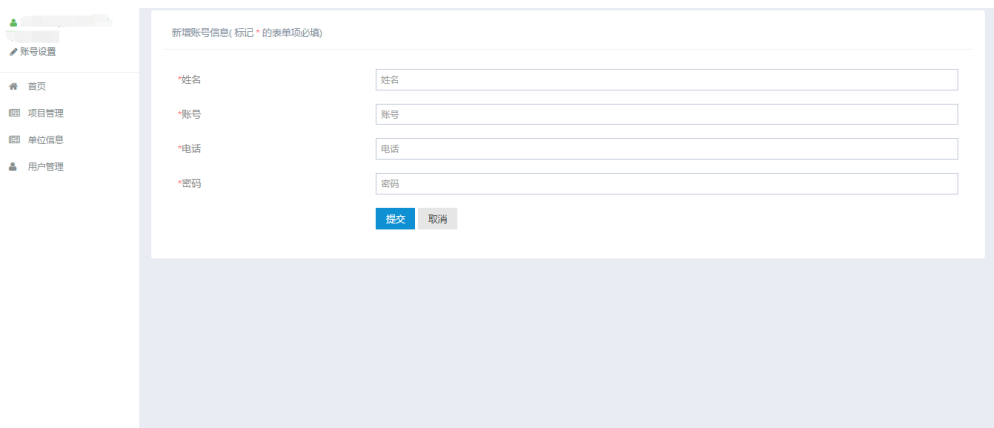 账号设置
首页
项目管理
单位信息
用户管理
新增账号信息( 标记 * 的表单项必填)
*姓名
姓名
*账号
账号
*电话
电话
*密码
密码
提交 取消